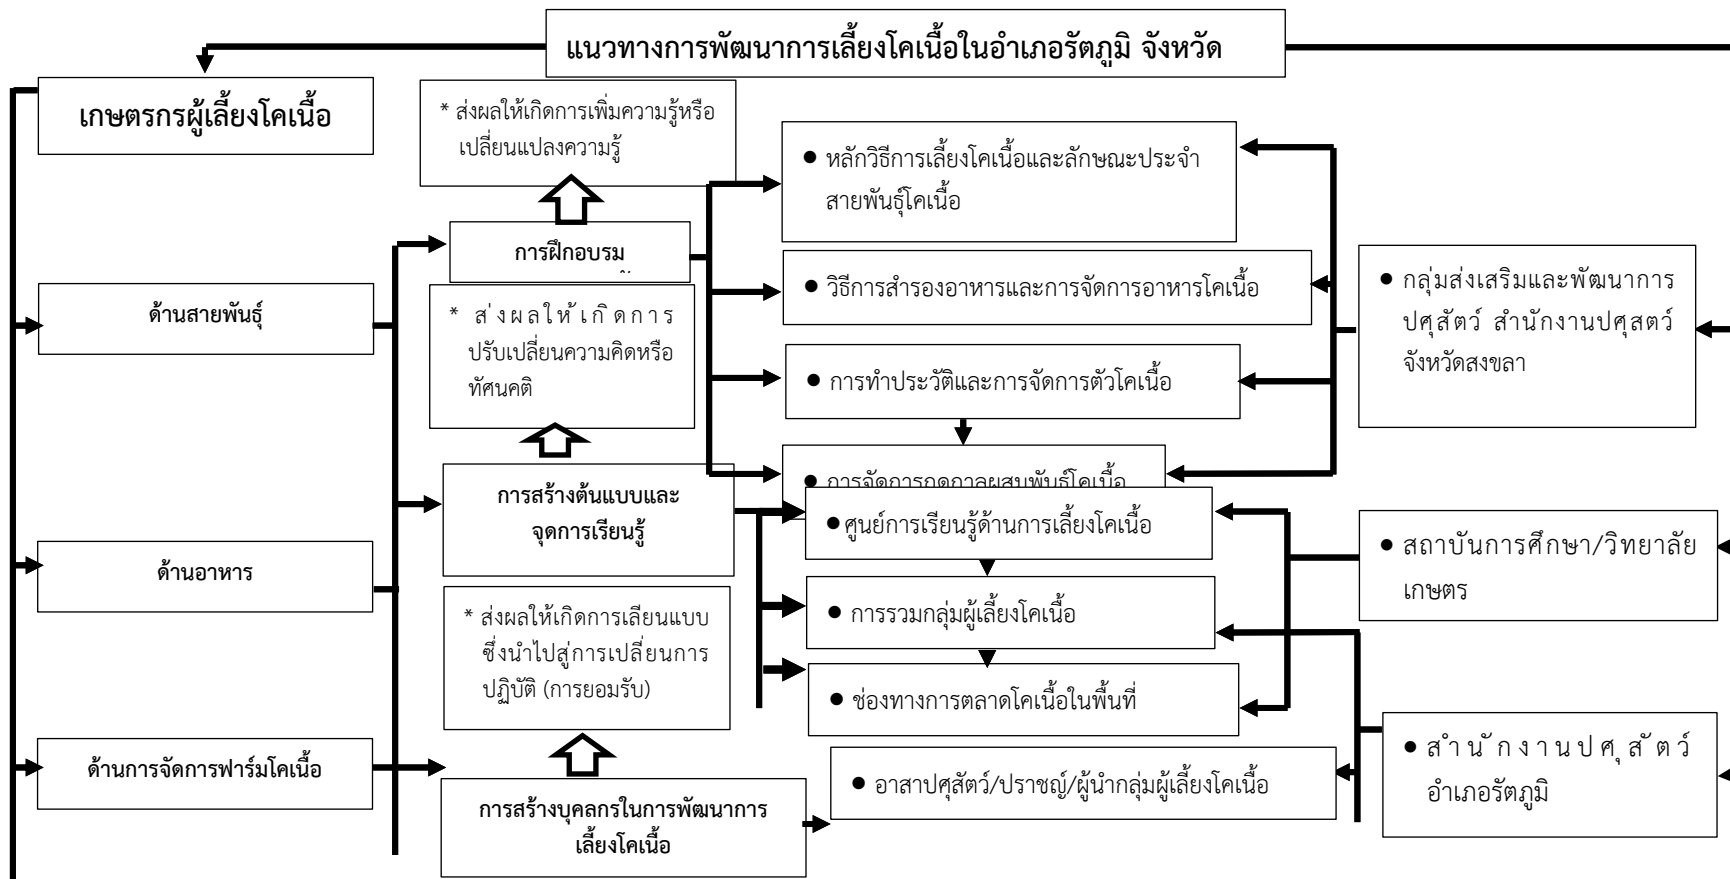 แนวทางการพัฒนาการเลี้ยงโคเนื้อในอำเภอรัตภูมิ จังหวัด
เกษตรกรผู้เลี้ยงโคเนื้อ
ด้านสายพันธุ์
ด้านอาหาร
ด้านการจัดการฟาร์มโคเนื้อ
* ส่งผลให้เกิดการเพิ่มความรู้หรือ
เปลี่ยนแปลงความรู้
การฝึกอบรม
* ส่งผลให้เกิดการ
ปรับเปลี่ยนความคิดหรือ
ทัศนคติ
การสร้างต้นแบบและ
จุดการเรียนรู้
* ส่งผลให้เกิดการเลียนแบบ
ซึ่งนำไปสู่การเปลี่ยนการ
ปฏิบัติ (การยอมรับ)
การสร้างบุคลกรในการพัฒนาการ
เลี้ยงโคเนื้อ
● หลักวิธีการเลี้ยงโคเนื้อและลักษณะประจำ
สายพันธุ์โคเนื้อ
● วิธีการสำรองอาหารและการจัดการอาหารโคเนื้อ
● การทำประวัติและการจัดการตัวโคเนื้อ
● การจัดการฤดูกาลผสมพันธุ์โคเนื้อ
● ศูนย์การเรียนรู้ด้านการเลี้ยงโคเนื้อ
● การรวมกลุ่มผู้เลี้ยงโคเนื้อ
● ช่องทางการตลาดโคเนื้อในพื้นที่
● อาสาปศุสัตว์/ปราชญ์/ผู้นำกลุ่มผู้เลี้ยงโคเนื้อ
● กลุ่มส่งเสริมและพัฒนาการ
ปศุสัตว์ สำนักงานปศุสตว์
จังหวัดสงขลา
● สถาบันการศึกษา/วิทยาลัย
เกษตร
● สำนักงานปศุสัตว์
อำเภอรัตภูมิ